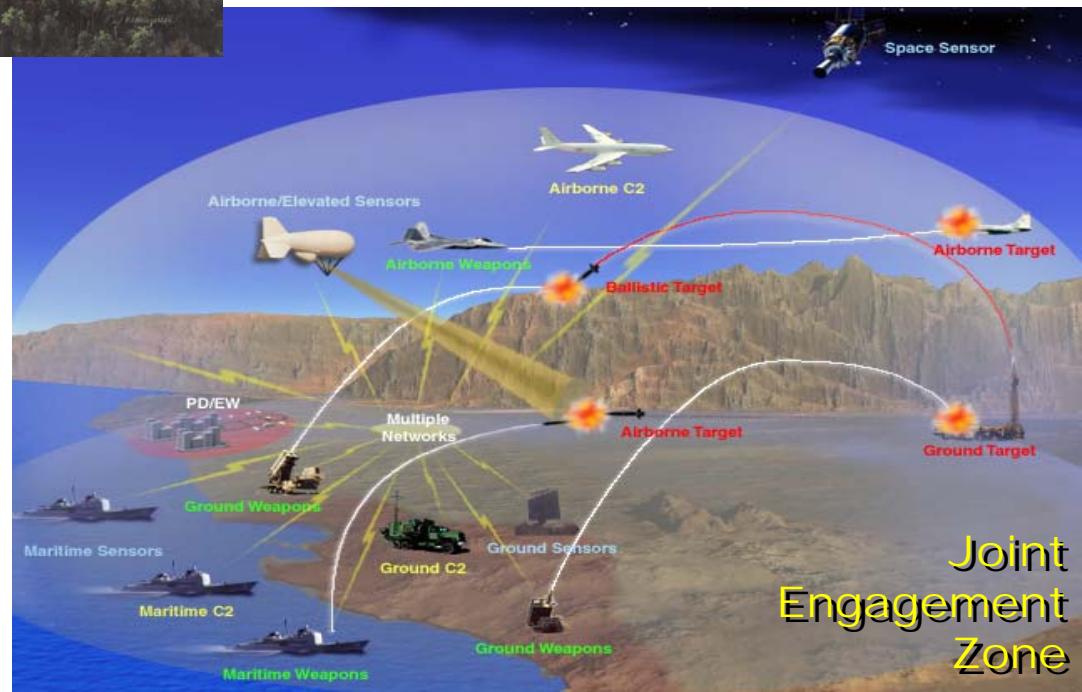 Space Sensor
Airborne C2
Airborne/Elevated Sensors
Airborne Weapons
Airborne Target
Ballistic Target
PD/EW
Multiple
Networks
Airborne Target
Ground Target
Ground Weapons
Maritime Sensors
Ground Sensors
Ground C2
Maritime C2
Ground Weapons
Maritime Weapons
Joint
Engagement
Zone